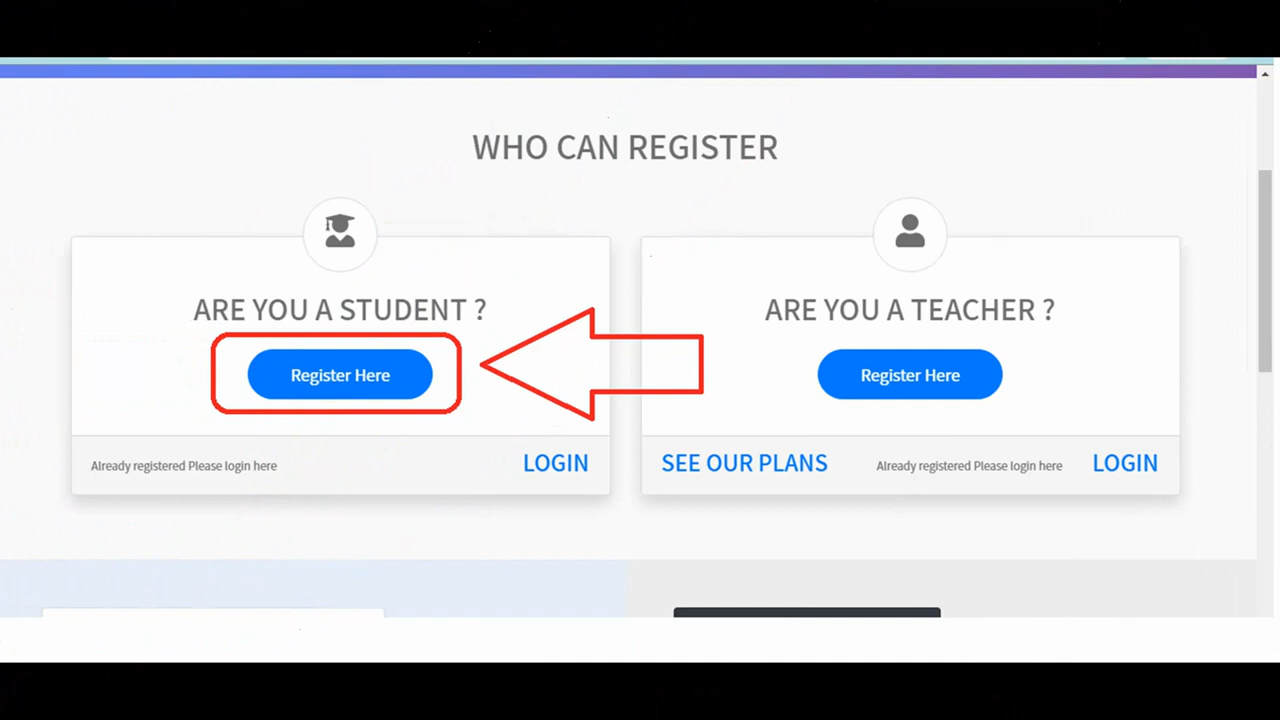 WHO CAN REGISTER
ARE YOU A STUDENT ?
Register Here
Already registered Please login here
LOGIN
ARE YOU A TEACHER ?
Register Here
SEE OUR PLANS
Already registered Please login here
LOGIN